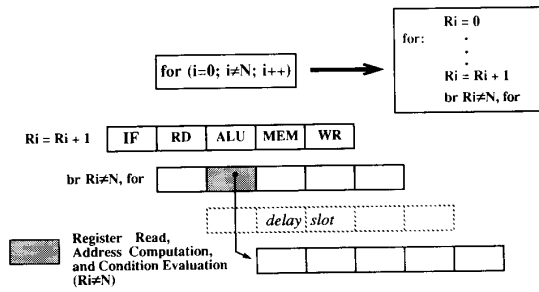 Ri = 0
for:
.
.
.
for (i=0; i≠N; i++)
Ri = Ri + 1
br Ri≠N, for
Ri = Ri + 1 IF RD ALU MEM WR
br Ri≠N, for
delay slot
Register Read,
Address Computation,
and Condition Evaluation
(Ri≠N)